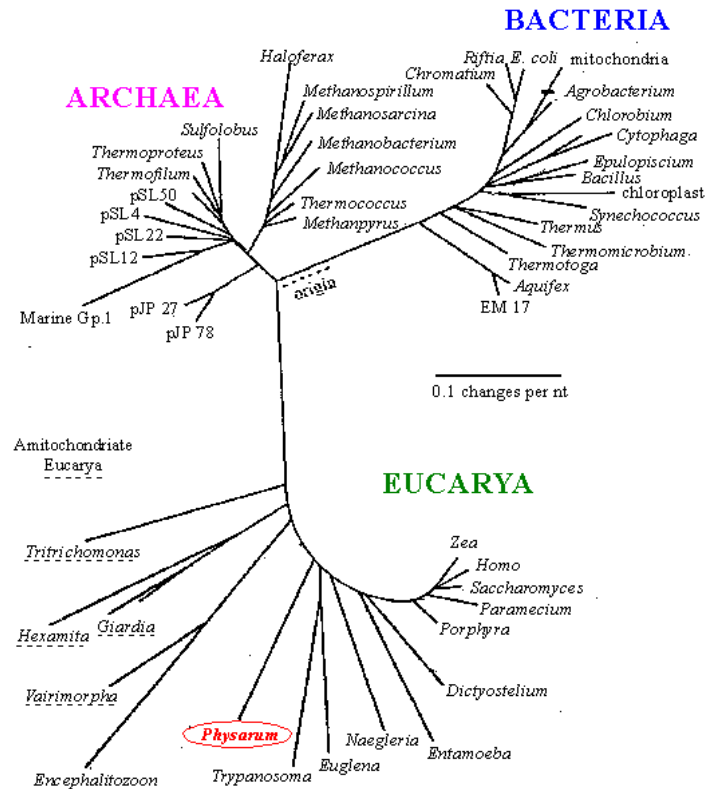 BACTERIA
ARCHAEA
Haloferax
Riftia
E. coli
mitochondria
Chromatium
Agrobacterium
Methanospirillum
Methanosarcina
Chlorobium
Cytophaga
Sulfolobus
Methanobacterium
Thermoproteus
Epulopiscium
Thermofilum
Methanococcus
Bacillus
pSL50
chloroplast
pSL4
Thermococcus
Synechococcus
Methanpyrus
pSL22
Thermus
pSL12
Thermomicrobium
Thermotoga
origin
Aquifex
Marine Gp.1
pJP 27
EM 17
pJP 78
0.1 changes per nt
Amitochondriate
Eucarya
EUCARYA
Zea
Homo
Saccharomyces
Paramecium
Porphyra
Tritrichomonas
Giardia
Hexamita
Vairimorpha
Dictyostelium
Physarum
Naegleria
Entamoeba
Euglena
Trypanosoma
Encephalitozoon